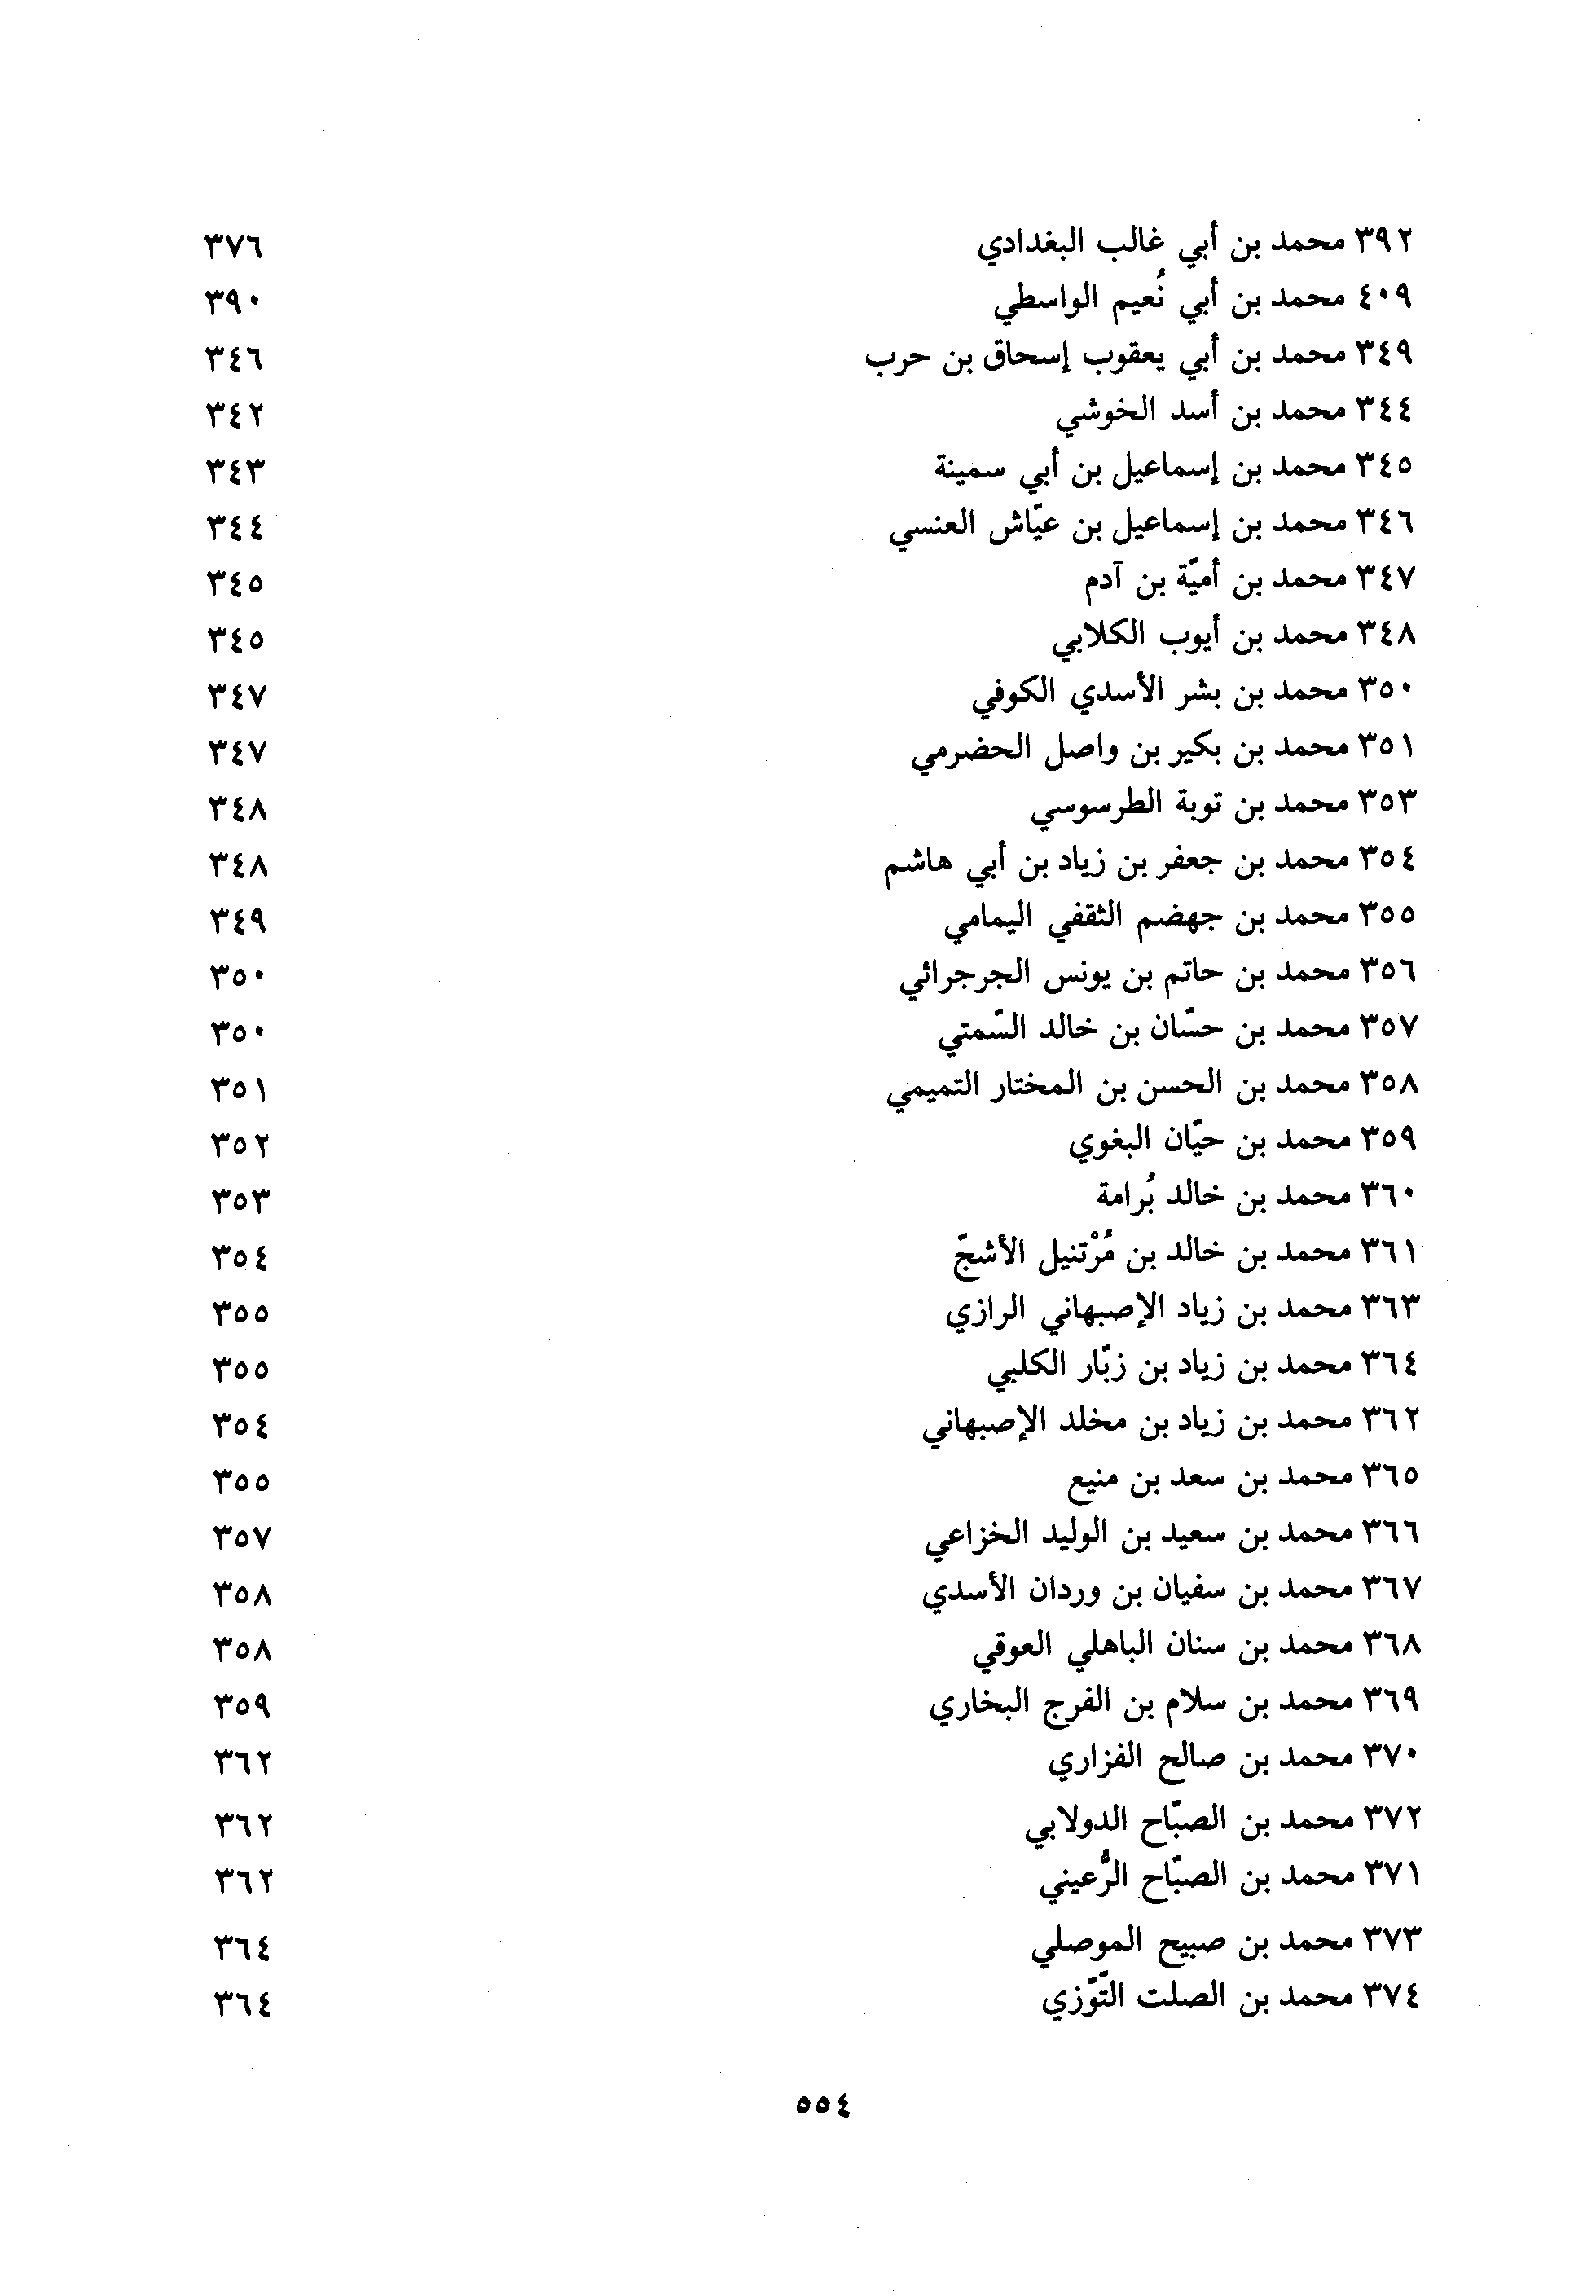 ٣٩٢ محمد بن أبي غالب البغدادي ٣٧٦
٤٠٩ محمد بن أبي نُعيم الواسطي ٣٩٠
٣٤٩ محمد بن أبي يعقوب إسحاق بن حرب ٣٤٦
٣٤٤ محمد بن أسد الخوشي ٣٤٢
٣٤٥ محمد بن إسماعيل بن أبي سمينة ٣٤٣
٣٤٦ محمد بن إسماعيل بن عيّاش العنسي ٣٤٤
٣٤٧ محمد بن أميّة بن آدم ٣٤٥
٣٤٨ محمد بن أيوب الكلابي ٣٤٥
٣٥٠ محمد بن بشر الأسدي الكوفي ٣٤٧
٣٥١ محمد بن بكير بن واصل الحضرمي ٣٤٧
٣٥٣ محمد بن توبة الطرسوسي ٣٤٨
٣٥٤ محمد بن جعفر بن زياد بن أبي هاشم ٣٤٨
٣٥٥ محمد بن جهضم الثقفي اليمامي ٣٤٩
٣٥٦ محمد بن حاتم بن يونس الجرجرائي ٣٥٠
٣٥٧ محمد بن حسّان بن خالد السّمتي ٣٥٠
٣٥٨ محمد بن الحسن بن المختار التميمي ٣٥١
٣٥٩ محمد بن حيّان البغوي ٣٥٢
٣٦٠ محمد بن خالد بُرامة ٣٥٣
٣٦١ محمد بن خالد بن مُرْتنيل الأشجّ ٣٥٤
٣٦٣ محمد بن زياد الإصبهاني الرازي ٣٥٥
٣٦٤ محمد بن زياد بن زبّار الكلبي ٣٥٥
٣٦٢ محمد بن زياد بن مخلد الإصبهاني ٣٥٤
٣٦٥ محمد بن سعد بن منيع ٣٥٥
٣٦٦ محمد بن سعيد بن الوليد الخزاعي ٣٥٧
٣٦٧ محمد بن سفيان بن وردان الأسدي ٣٥٨
٣٦٨ محمد بن سنان الباهلي العوقي ٣٥٨
٣٦٩ محمد بن سلام بن الفرج البخاري ٣٥٩
٣٧٠ محمد بن صالح الفزاري ٣٦٢
٣٧٢ محمد بن الصبّاح الدولابي ٣٦٢
٣٧١ محمد بن الصبّاح الرُّعيني ٣٦٢
٣٧٣ محمد بن صبيح الموصلي ٣٦٤
٣٧٤ محمد بن الصلت التّوّزي ٣٦٤
٥٥٤